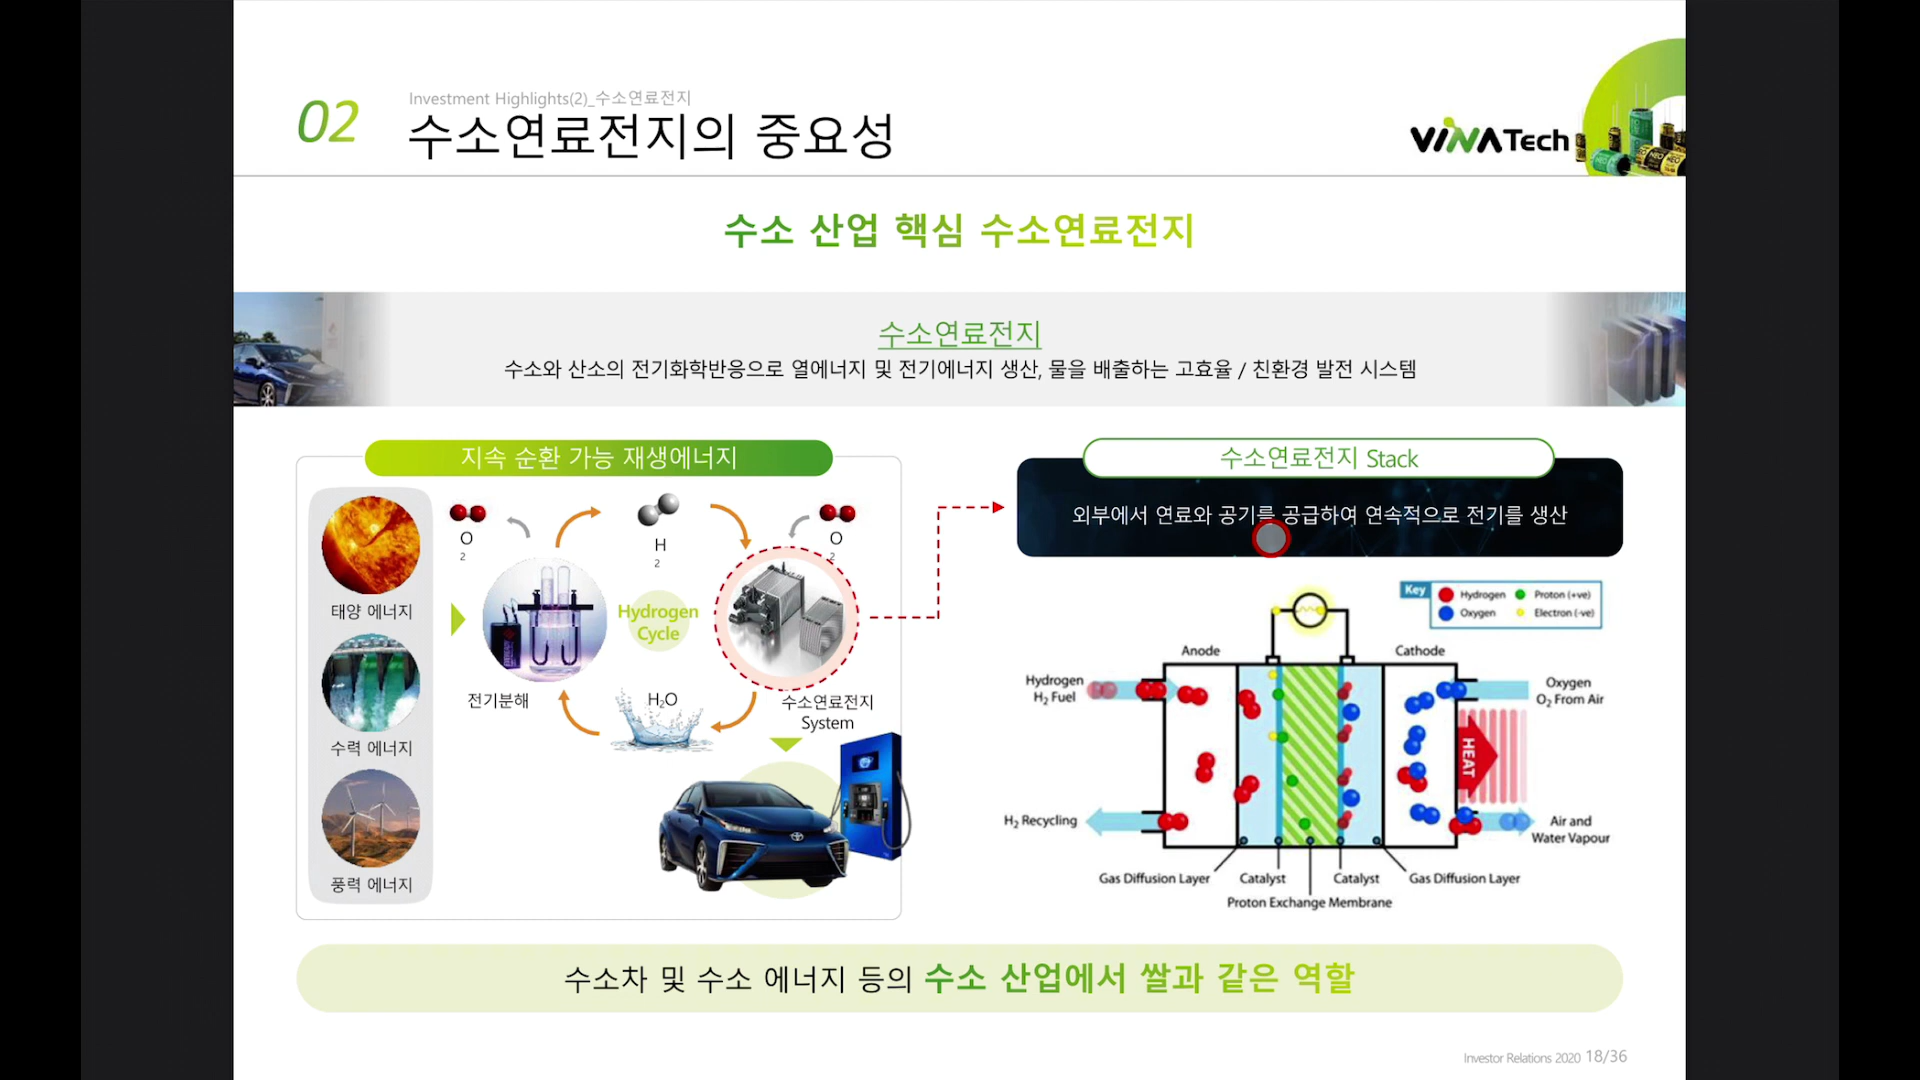 02
Investment Highlights(2)_수소연료전지
수소연료전지의 중요성
VINATech
수소 산업 핵심 수소연료전지
수소연료전지
수소와 산소의 전기화학반응으로 열에너지 및 전기에너지 생산, 물을 배출하는 고효율 / 친환경 발전 시스템
지속 순환 가능 재생에너지
태양 에너지
수력 에너지
풍력 에너지
O
2
H
2
O
2
Hydrogen
Cycle
전기분해
H₂O
수소연료전지
System
수소연료전지 Stack
외부에서 연료와 공기를 공급하여 연속적으로 전기를 생산
Key
Hydrogen
Proton (+ve)
Oxygen
Electron (-ve)
Anode
Cathode
Hydrogen
H₂ Fuel
Oxygen
O₂ From Air
HEAT
H₂ Recycling
Air and
Water Vapour
Gas Diffusion Layer
Catalyst
Catalyst
Gas Diffusion Layer
Proton Exchange Membrane
수소차 및 수소 에너지 등의 수소 산업에서 쌀과 같은 역할
Investor Relations 2020 18/36